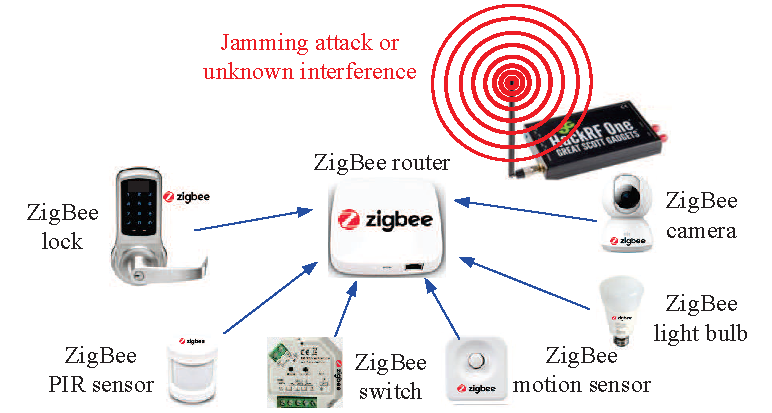 Jamming attack or
unknown interference
HackRF One
GREAT SCOTT GADGETS
ZigBee router
zigbee
ZigBee
lock
zigbee
zigbee
ZigBee
camera
ZigBee
light bulb
zigbee
ZigBee
PIR sensor
ZigBee
switch
zigbee
ZigBee
motion sensor